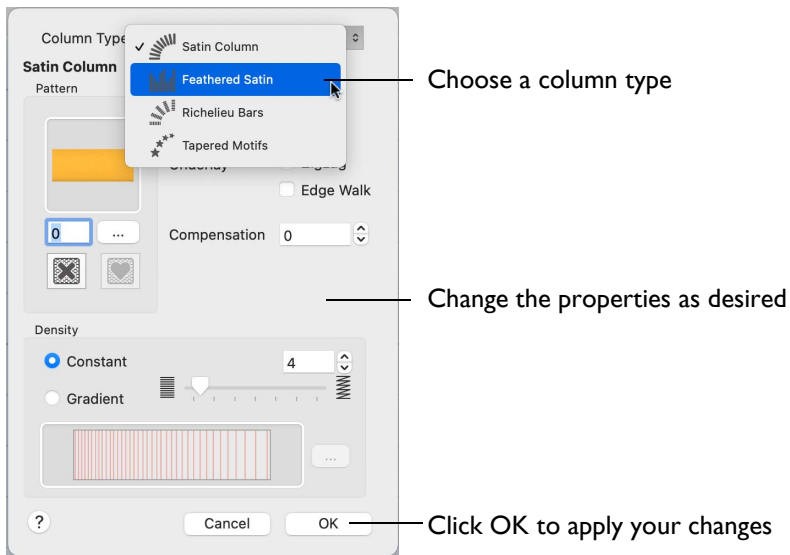 Column Type
✓ Satin Column
Feathered Satin
Choose a column type
Richelieu Bars
Tapered Motifs
Satin Column
Pattern
Underlay
Zigzag
Edge Walk
0
...
Compensation
0
Change the properties as desired
Density
Constant
4
Gradient
...
?
Cancel
OK
Click OK to apply your changes